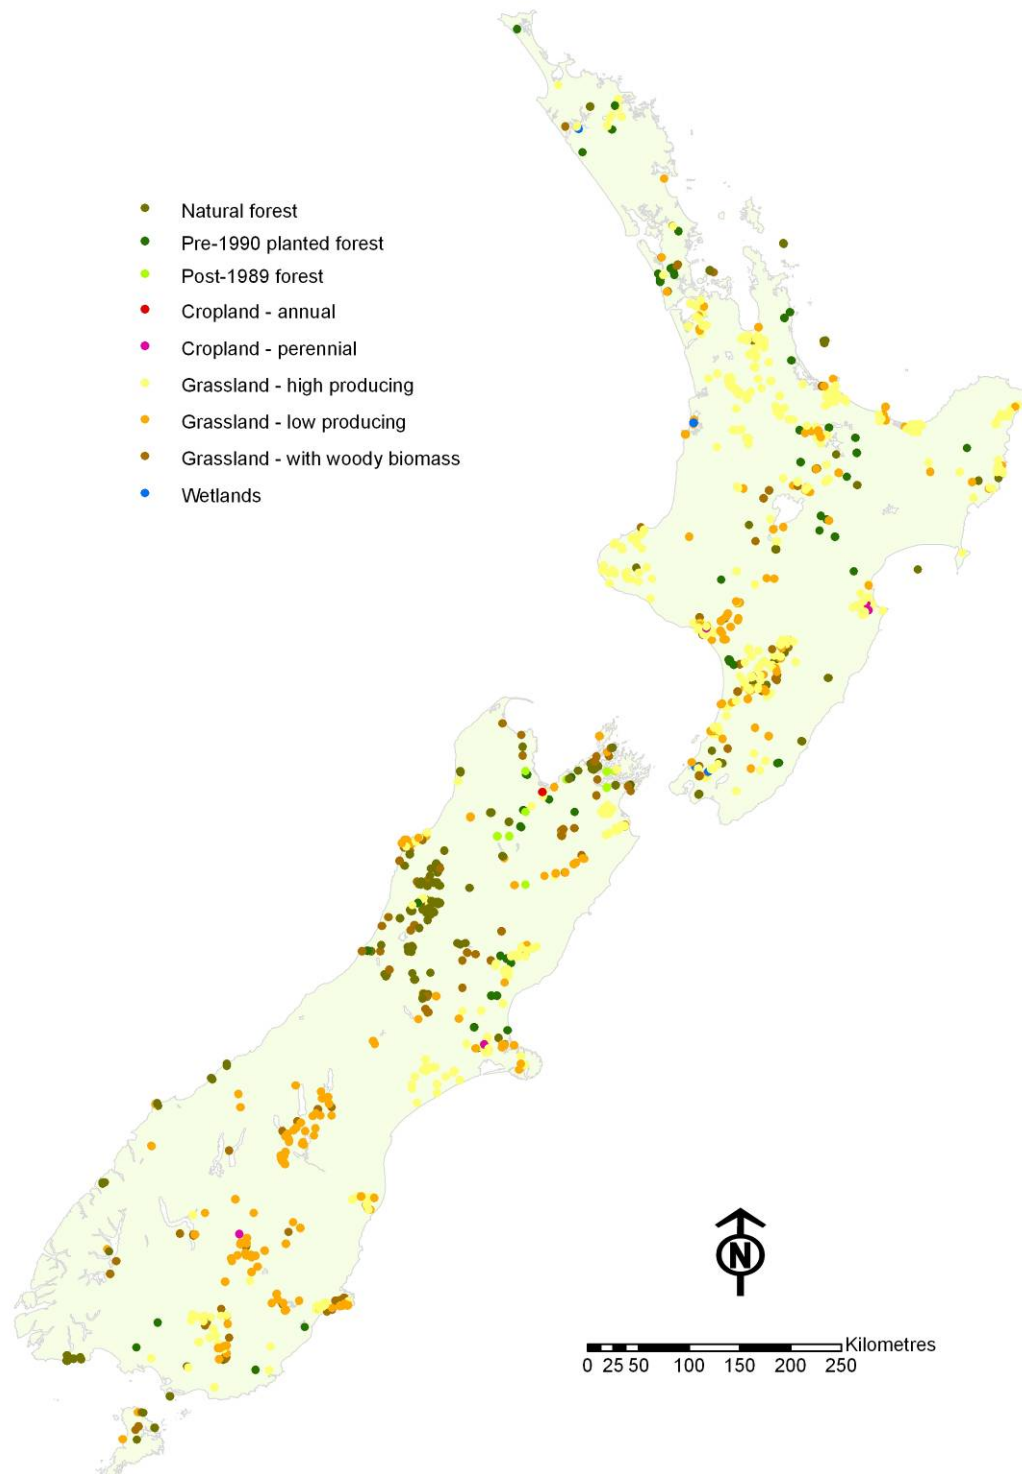 Natural forest
Pre-1990 planted forest
Post-1989 forest
Cropland - annual
Cropland - perennial
Grassland - high producing
Grassland - low producing
Grassland - with woody biomass
Wetlands
N
Kilometres
0 25 50 100 150 200 250